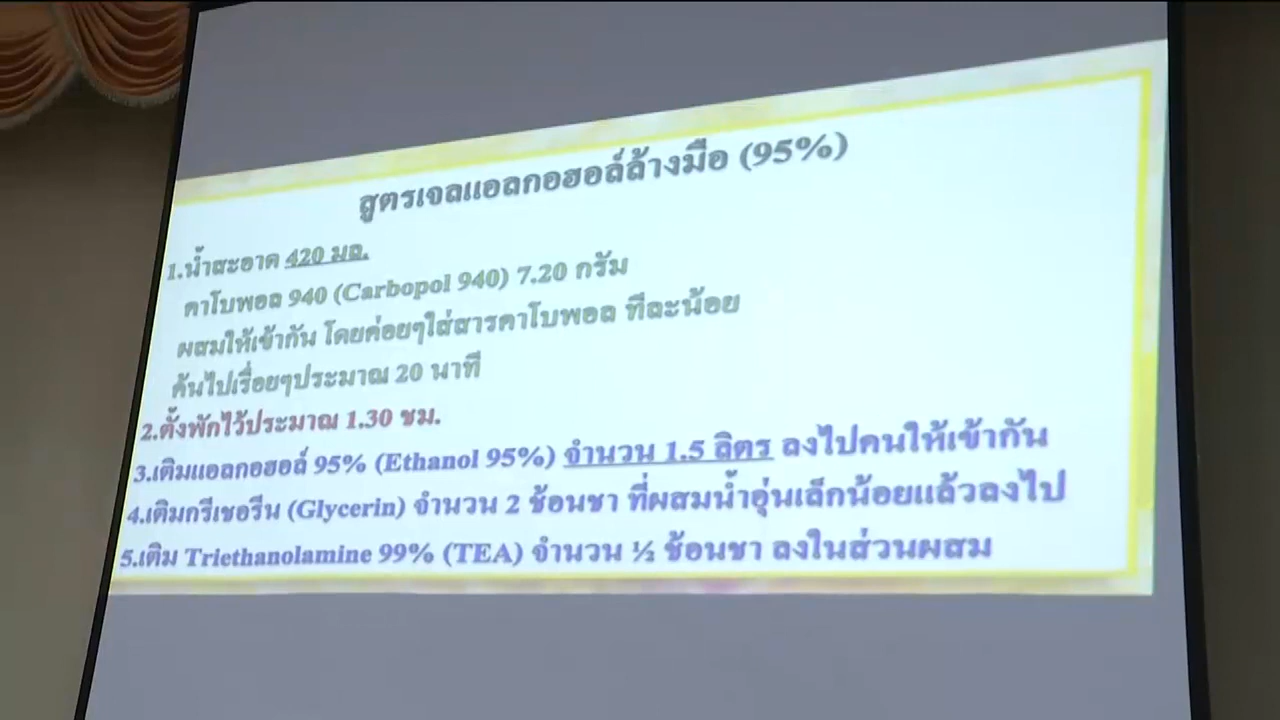 สูตรเจลแอลกอฮอล์ล้างมือ (95%)
1.น้ำสะอาด 420 มล.
คาโบพอล 940 (Carbopol 940) 7.20 กรัม
ผสมให้เข้ากัน โดยค่อยๆใส่สารคาโบพอล ทีละน้อย
ค้นไปเรื่อยๆประมาณ 20 นาที
2.ตั้งพักไว้ประมาณ 1.30 ชม.
3.เติมแอลกอฮอล์ 95% (Ethanol 95%) จำนวน 1.5 ลิตร ลงไปคนให้เข้ากัน
4.เติมกรีเชอรีน (Glycerin) จำนวน 2 ช้อนชา ที่ผสมน้ำอุ่นเล็กน้อยแล้วลงไป
5.เติม Triethanolamine 99% (TEA) จำนวน ½ ช้อนชา ลงในส่วนผสม